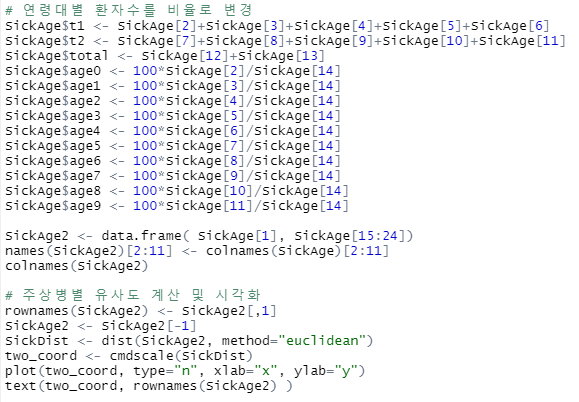 # 연령대별 환자수를 비율로 변경
SickAge$t1 <- SickAge[2]+SickAge[3]+SickAge[4]+SickAge[5]+SickAge[6]
SickAge$t2 <- SickAge[7]+SickAge[8]+SickAge[9]+SickAge[10]+SickAge[11]
SickAge$total <- SickAge[12]+SickAge[13]
SickAge$age0 <- 100*SickAge[2]/SickAge[14]
SickAge$age1 <- 100*SickAge[3]/SickAge[14]
SickAge$age2 <- 100*SickAge[4]/SickAge[14]
SickAge$age3 <- 100*SickAge[5]/SickAge[14]
SickAge$age4 <- 100*SickAge[6]/SickAge[14]
SickAge$age5 <- 100*SickAge[7]/SickAge[14]
SickAge$age6 <- 100*SickAge[8]/SickAge[14]
SickAge$age7 <- 100*SickAge[9]/SickAge[14]
SickAge$age8 <- 100*SickAge[10]/SickAge[14]
SickAge$age9 <- 100*SickAge[11]/SickAge[14]
SickAge2 <- data.frame( SickAge[1], SickAge[15:24])
names(SickAge2)[2:11] <- colnames(SickAge)[2:11]
colnames(SickAge2)
# 주상병별 유사도 계산 및 시각화
rownames(SickAge2) <- SickAge2[,1]
SickAge2 <- SickAge2[-1]
SickDist <- dist(SickAge2, method="euclidean")
two_coord <- cmdscale(SickDist)
plot(two_coord, type="n", xlab="x", ylab="y")
text(two_coord, rownames(SickAge2) )